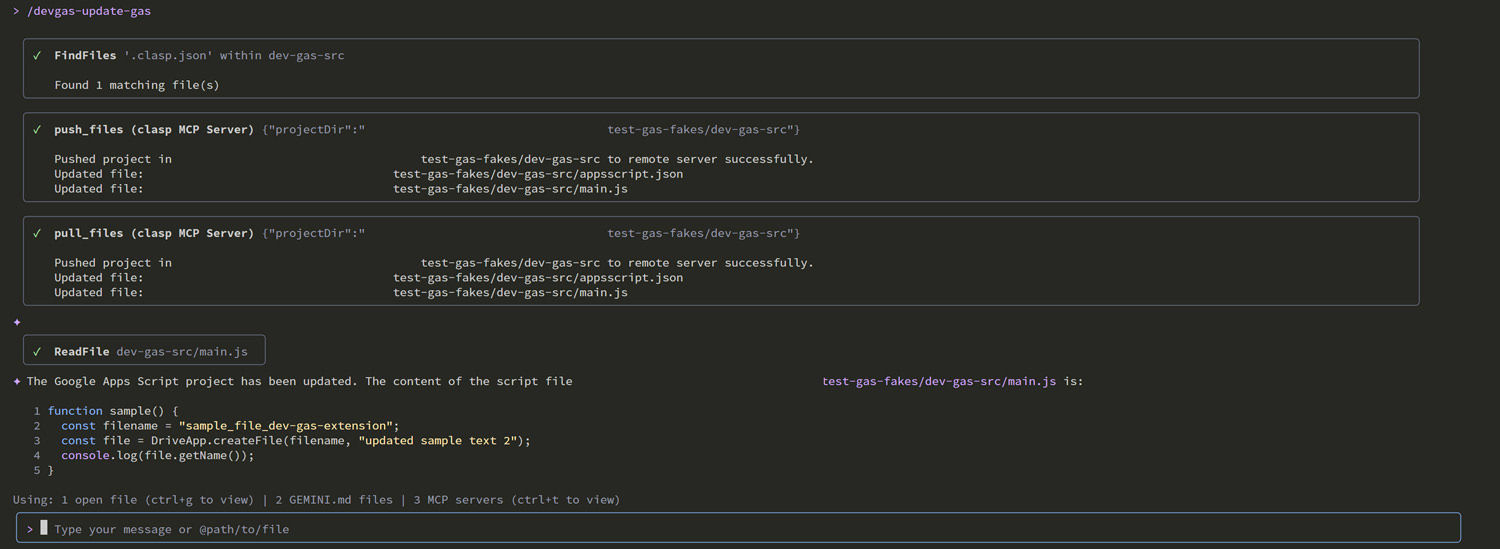 > /devgas-update-gas
✓ FindFiles '.clasp.json' within dev-gas-src
Found 1 matching file(s)
✓ push_files (clasp MCP Server) {"projectDir":" test-gas-fakes/dev-gas-src"}
Pushed project in test-gas-fakes/dev-gas-src to remote server successfully.
Updated file: test-gas-fakes/dev-gas-src/appsscript.json
Updated file: test-gas-fakes/dev-gas-src/main.js
✓ pull_files (clasp MCP Server) {"projectDir":" test-gas-fakes/dev-gas-src"}
Pushed project in test-gas-fakes/dev-gas-src to remote server successfully.
Updated file: test-gas-fakes/dev-gas-src/appsscript.json
Updated file: test-gas-fakes/dev-gas-src/main.js
✦
✓ ReadFile dev-gas-src/main.js
✦ The Google Apps Script project has been updated. The content of the script file test-gas-fakes/dev-gas-src/main.js is:
1 function sample() {
2   const filename = "sample_file_dev-gas-extension";
3   const file = DriveApp.createFile(filename, "updated sample text 2");
4   console.log(file.getName());
5 }
Using: 1 open file (ctrl+g to view) | 2 GEMINI.md files | 3 MCP servers (ctrl+t to view)
> Type your message or @path/to/file